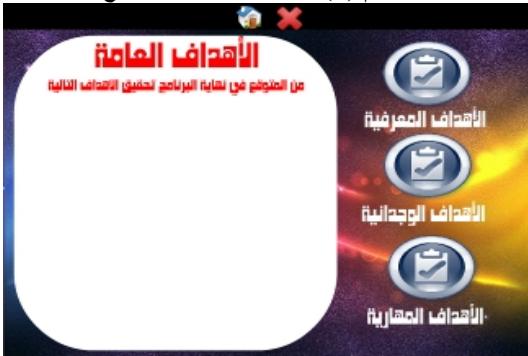 الأهداف العامة
من المتوقع في نهاية البرنامج تحقيق الاهداف التالية
الأهداف المعرفية
الأهداف الوجدانية
الأهداف المهارية